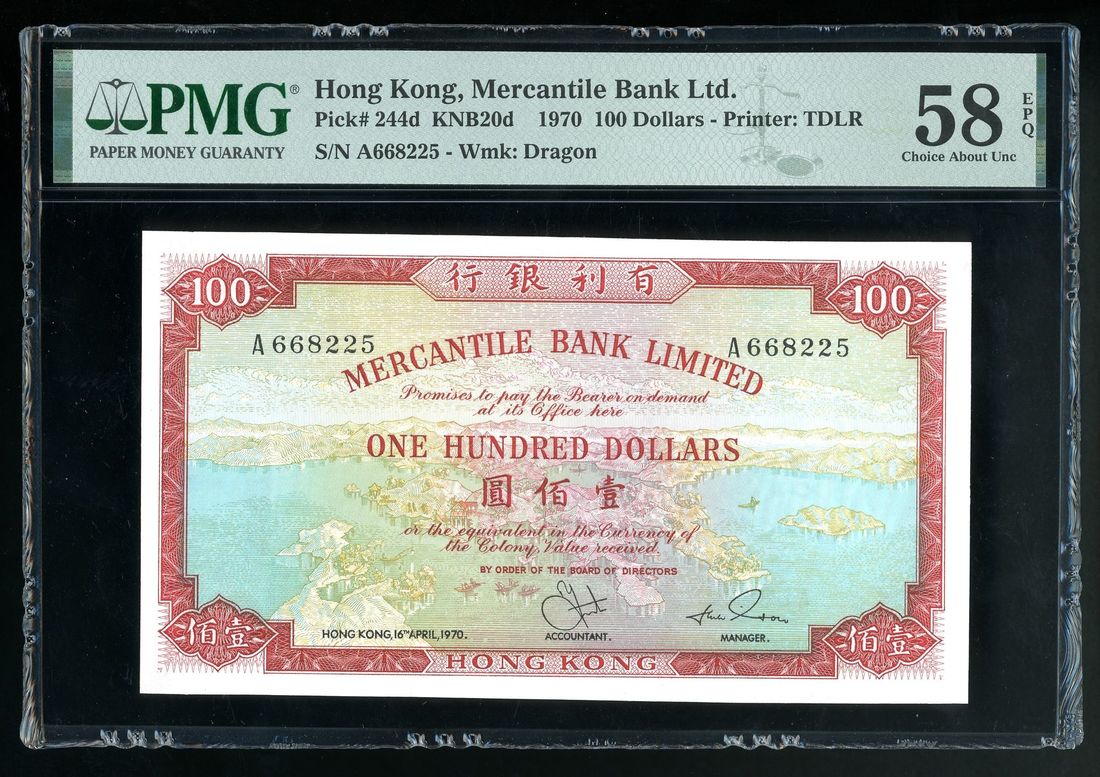 PMG®
PAPER MONEY GUARANTY
Hong Kong, Mercantile Bank Ltd.
Pick# 244d KNB20d 1970 100 Dollars - Printer: TDLR
S/N A668225 - Wmk: Dragon
58
EPQ
Choice About Unc
行銀利有
100
100
A 668225
A 668225
MERCANTILE BANK LIMITED
Promises to pay the Bearer on demand
at its Office here
ONE HUNDRED DOLLARS
圓佰壹
or the equivalent in the Currency of
the Colony, Value received.
BY ORDER OF THE BOARD OF DIRECTORS
HONG KONG, 16TH APRIL, 1970.
ACCOUNTANT.
MANAGER.
佰壹
佰壹
HONG KONG